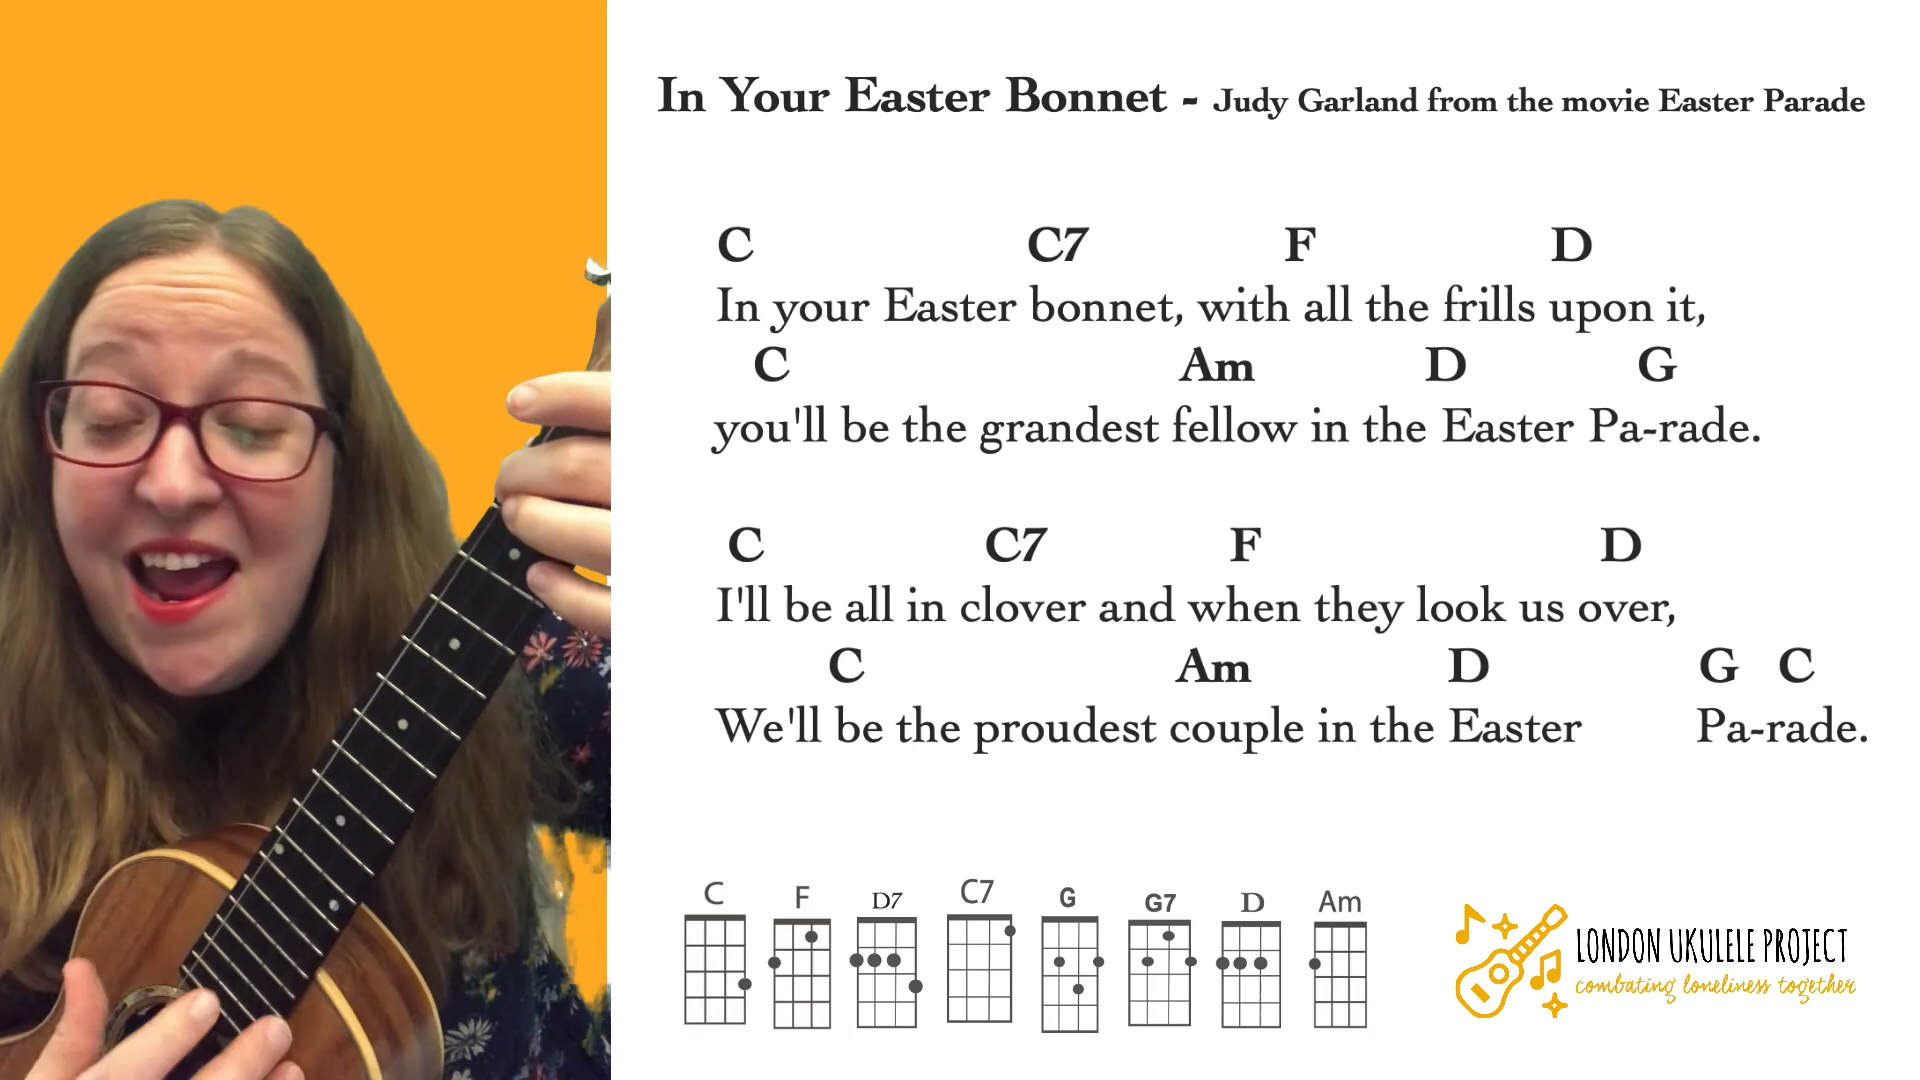 In Your Easter Bonnet - Judy Garland from the movie Easter Parade
C C7 F D
In your Easter bonnet, with all the frills upon it,
C Am D G
you'll be the grandest fellow in the Easter Pa-rade.
C C7 F D
I'll be all in clover and when they look us over,
C Am D G C
We'll be the proudest couple in the Easter Pa-rade.
C F D7 C7 G G7 D Am
LONDON UKULELE PROJECT
combating loneliness together